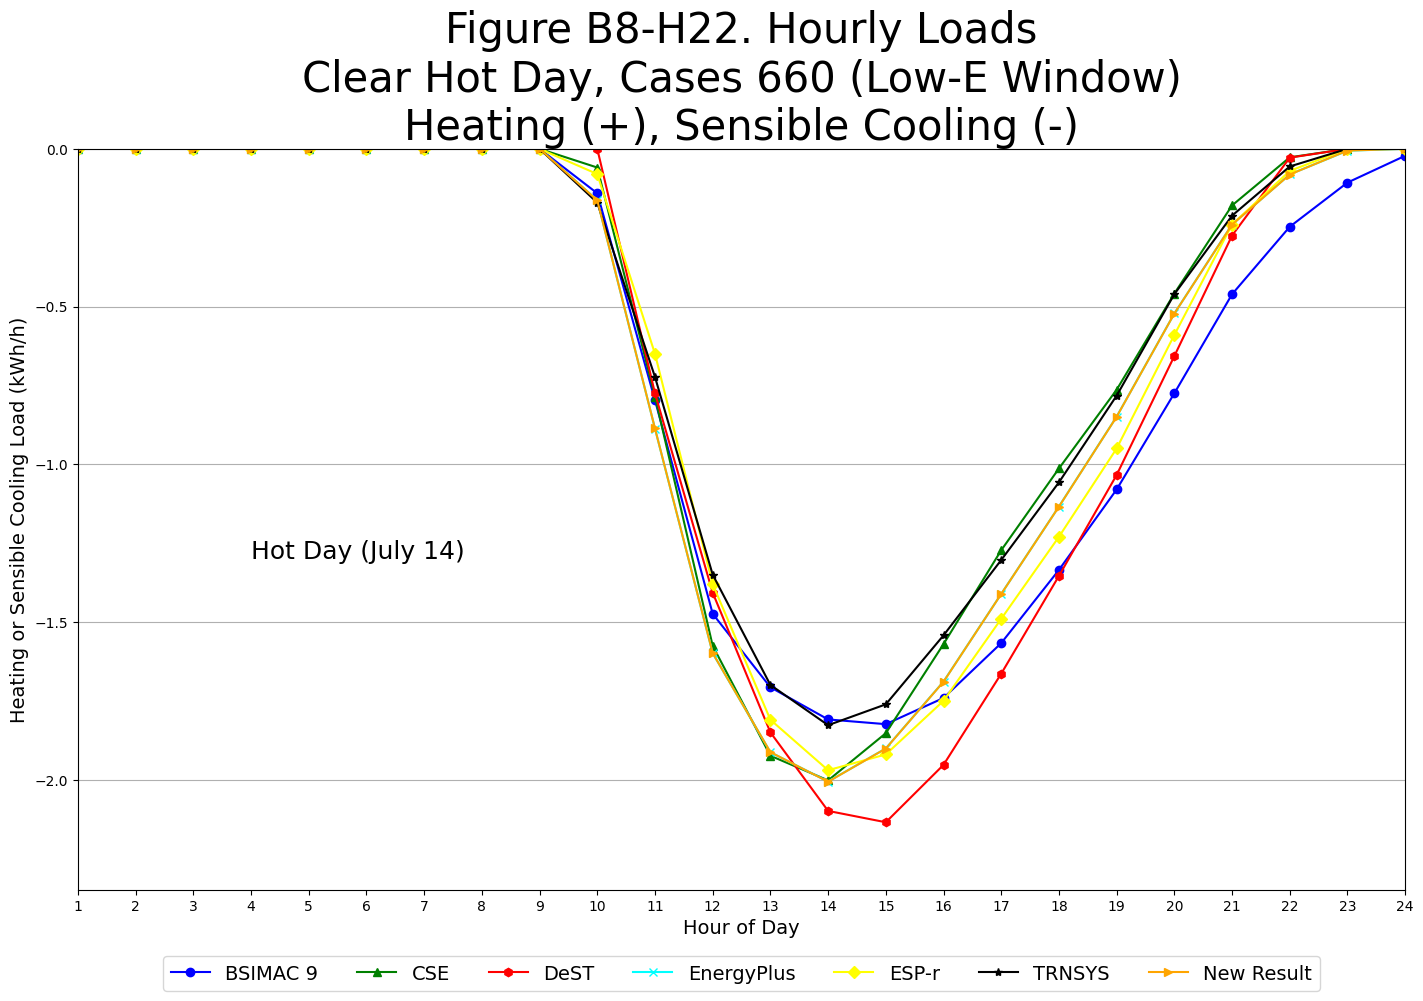 Figure B8-H22. Hourly Loads
Clear Hot Day, Cases 660 (Low-E Window)
Heating (+), Sensible Cooling (-)
Heating or Sensible Cooling Load (kWh/h)
0.0
−0.5
−1.0
−1.5
−2.0
Hot Day (July 14)
1 2 3 4 5 6 7 8 9 10 11 12 13 14 15 16 17 18 19 20 21 22 23 24
Hour of Day
BSIMAC 9 CSE DeST EnergyPlus ESP-r TRNSYS New Result